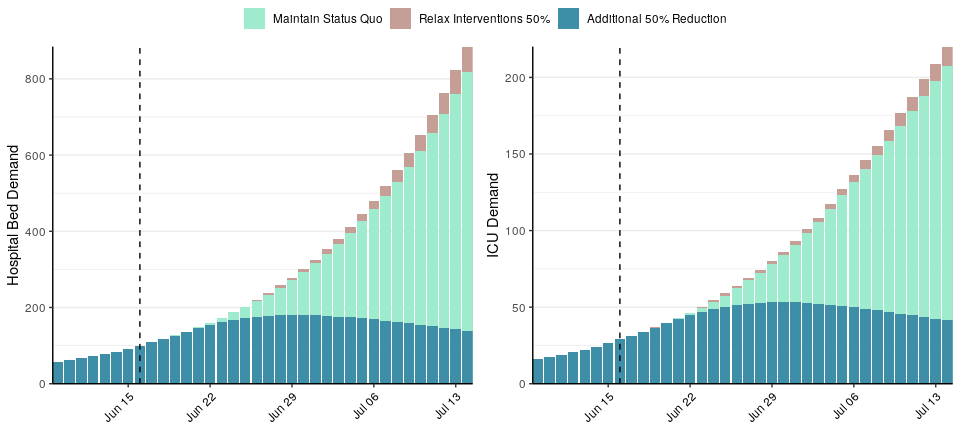 Maintain Status Quo Relax Interventions 50% Additional 50% Reduction
Hospital Bed Demand
800
600
400
200
0
Jun 15 Jun 22 Jun 29 Jul 06 Jul 13
ICU Demand
200
150
100
50
0
Jun 15 Jun 22 Jun 29 Jul 06 Jul 13